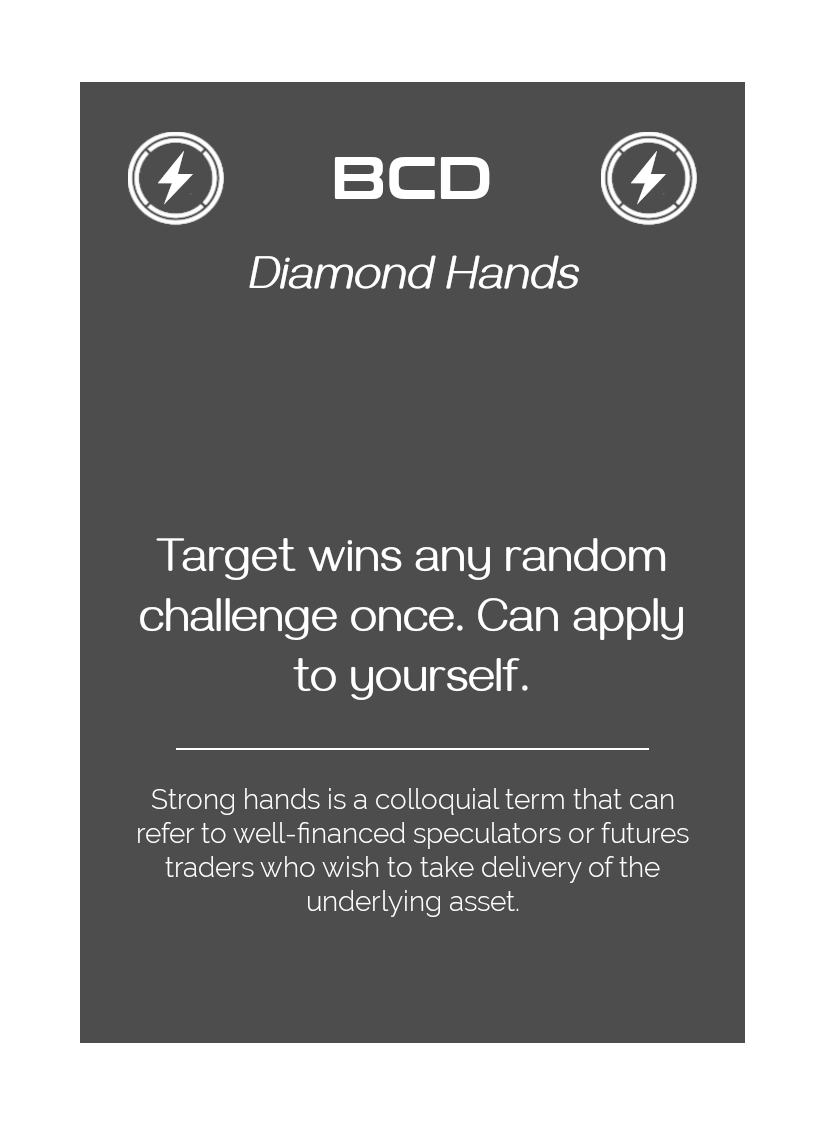 BCD
Diamond Hands
Target wins any random
challenge once. Can apply
to yourself.
Strong hands is a colloquial term that can
refer to well-financed speculators or futures
traders who wish to take delivery of the
underlying asset.